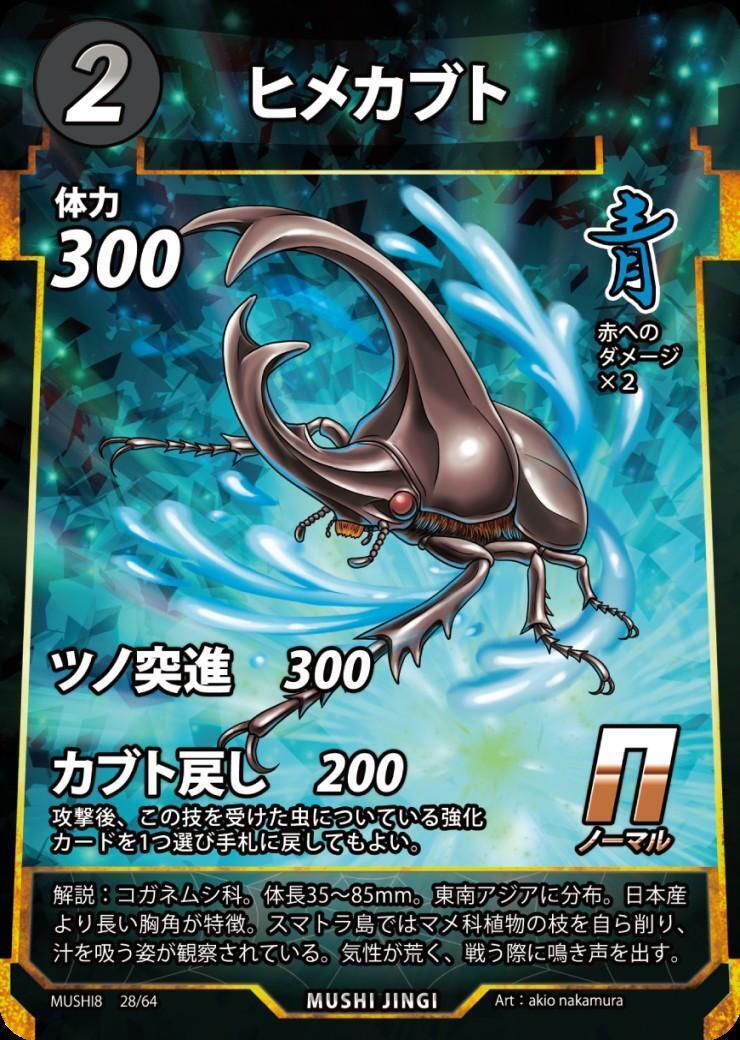 2
ヒメカブト
体力
300
青
赤への
ダメージ
×2
ツノ突進 300
カブト戻し 200
攻撃後、この技を受けた虫についている強化
カードを1つ選び手札に戻してもよい。
ノーマル
解説：コガネムシ科。体長35～85mm。東南アジアに分布。日本産
より長い胸角が特徴。スマトラ島ではマメ科植物の枝を自ら削り、
汁を吸う姿が観察されている。気性が荒く、戦う際に鳴き声を出す。
MUSHI8 28/64
MUSHI JINGI
Art：akio nakamura